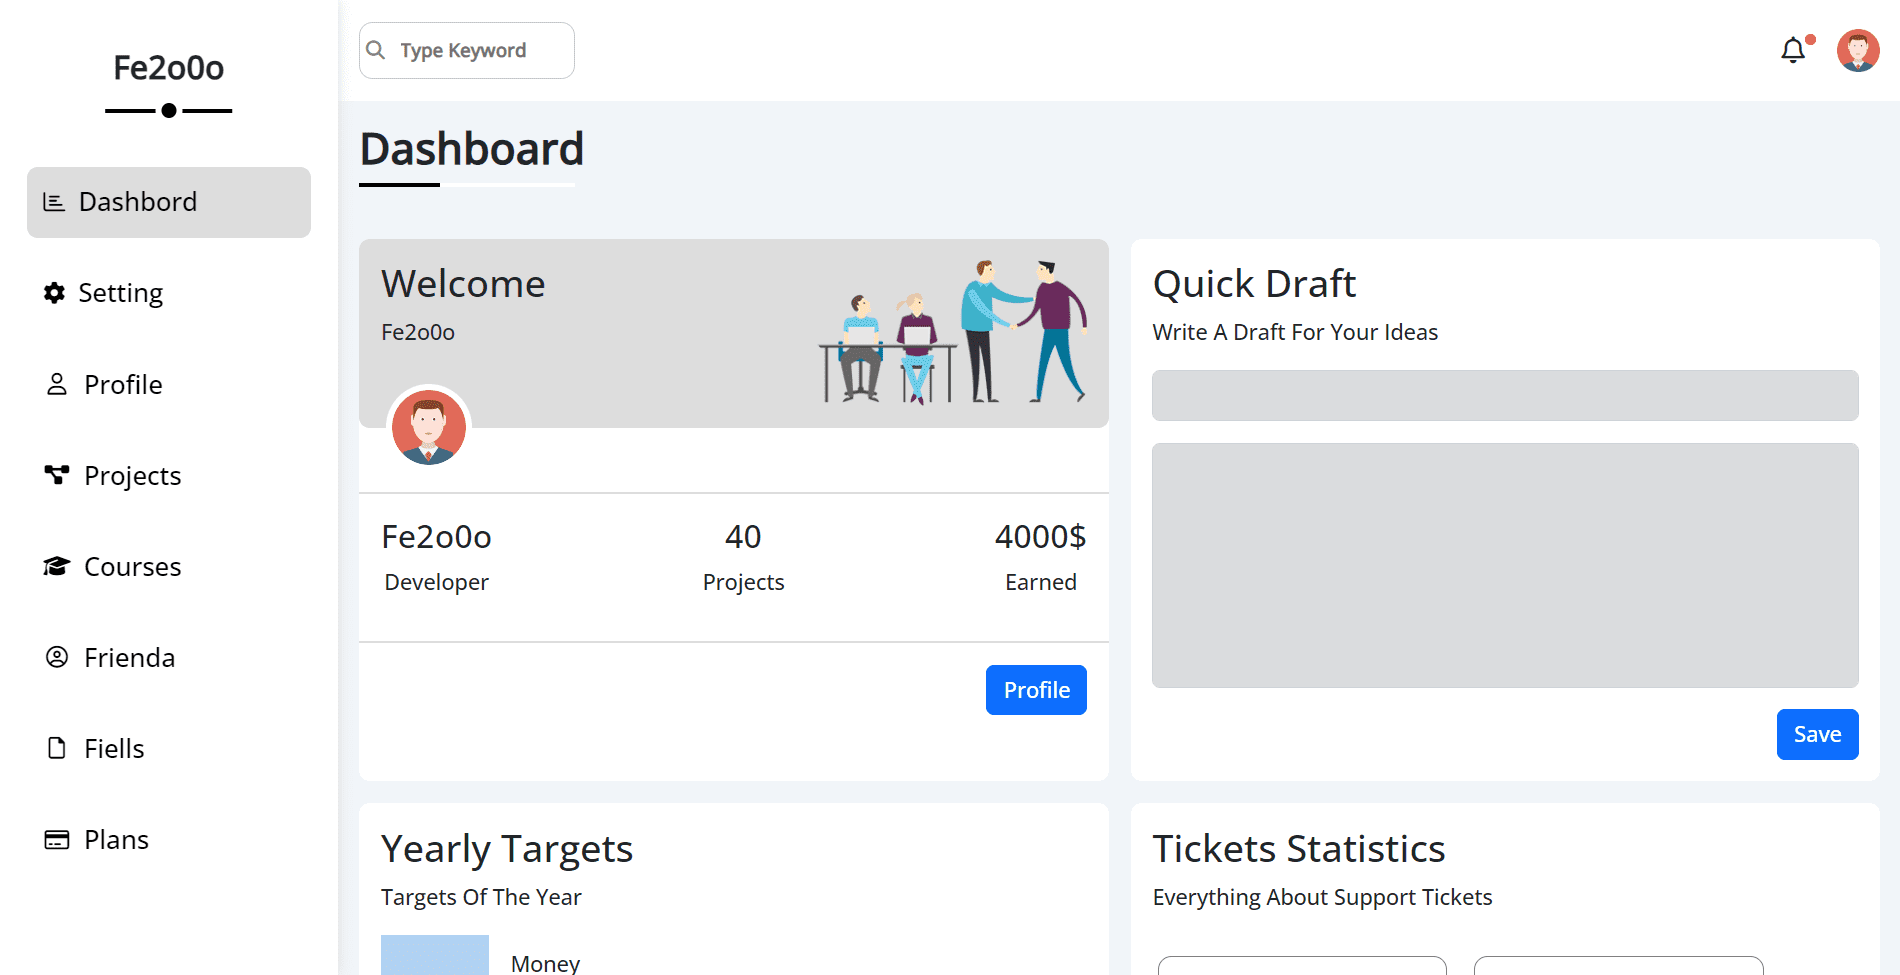 Fe2o0o
Dashbord
Setting
Profile
Projects
Courses
Frienda
Fiells
Plans
Type Keyword
Dashboard
Welcome
Fe2o0o
Fe2o0o
Developer
40
Projects
4000$
Earned
Profile
Quick Draft
Write A Draft For Your Ideas
Save
Yearly Targets
Targets Of The Year
Money
Tickets Statistics
Everything About Support Tickets